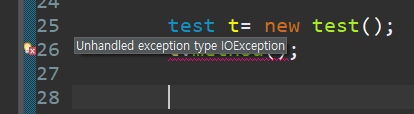 24
25 test t= new test();
Unhandled exception type IOException
26 ();
27
28